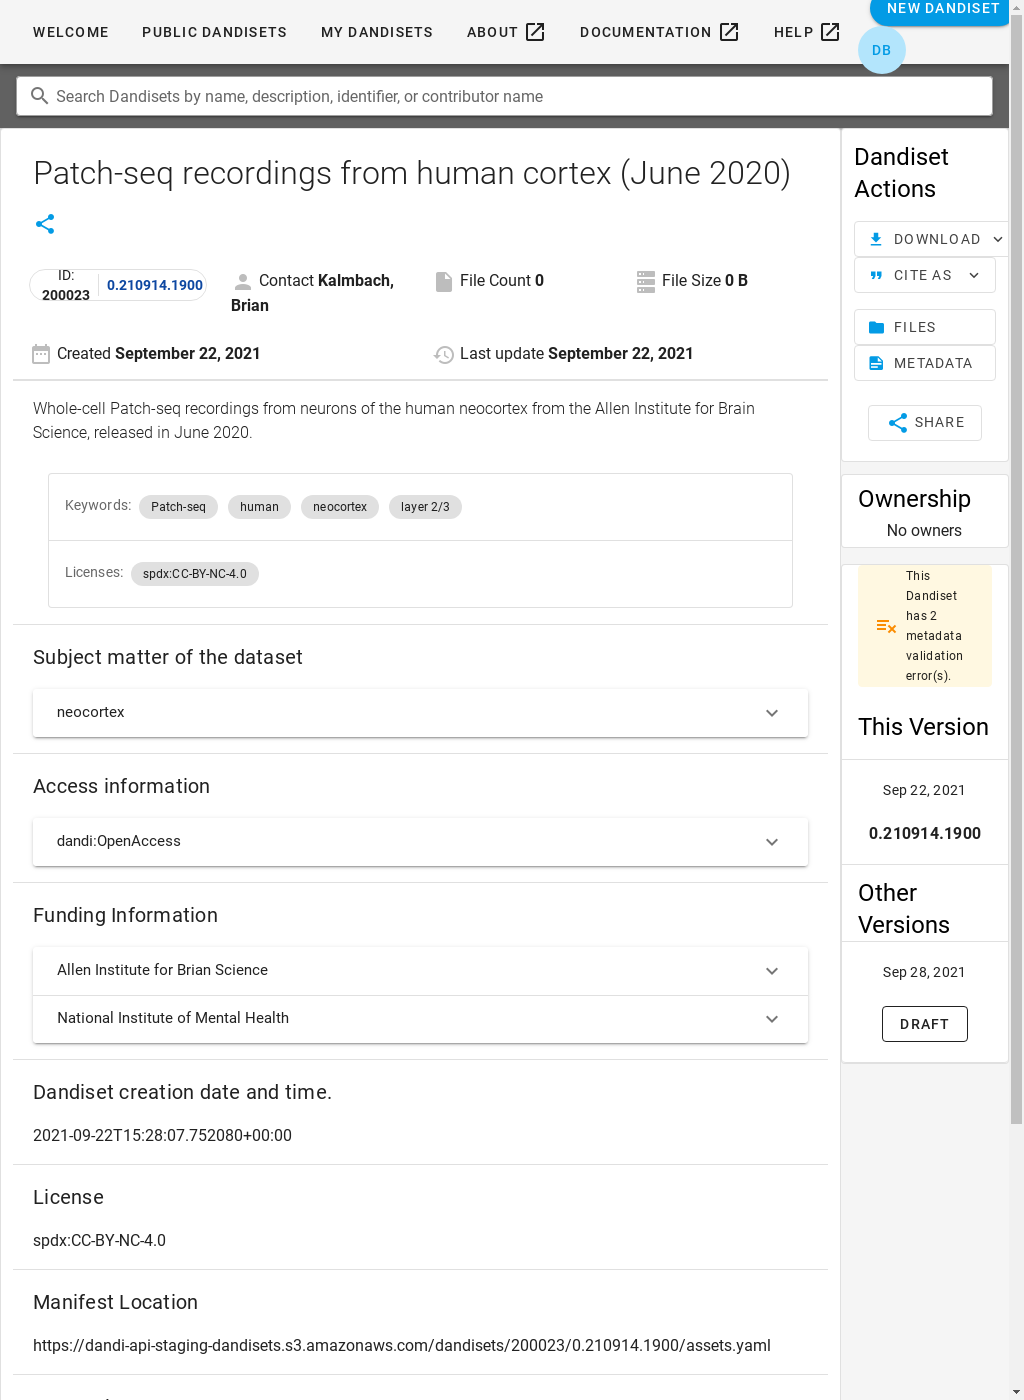 WELCOME
PUBLIC DANDISETS
MY DANDISETS
ABOUT
DOCUMENTATION
HELP
NEW DANDISET
DB
Search Dandisets by name, description, identifier, or contributor name
Patch-seq recordings from human cortex (June 2020)
ID:
200023
0.210914.1900
Contact Kalmbach,
Brian
File Count 0
File Size 0 B
Created September 22, 2021
Last update September 22, 2021
Whole-cell Patch-seq recordings from neurons of the human neocortex from the Allen Institute for Brain
Science, released in June 2020.
Keywords: Patch-seq human neocortex layer 2/3
Licenses: spdx:CC-BY-NC-4.0
Subject matter of the dataset
neocortex
Access information
dandi:OpenAccess
Funding Information
Allen Institute for Brian Science
National Institute of Mental Health
Dandiset creation date and time.
2021-09-22T15:28:07.752080+00:00
License
spdx:CC-BY-NC-4.0
Manifest Location
https://dandi-api-staging-dandisets.s3.amazonaws.com/dandisets/200023/0.210914.1900/assets.yaml
Dandiset
Actions
DOWNLOAD
CITE AS
FILES
METADATA
SHARE
Ownership
No owners
This
Dandiset
has 2
metadata
validation
error(s).
This Version
Sep 22, 2021
0.210914.1900
Other
Versions
Sep 28, 2021
DRAFT